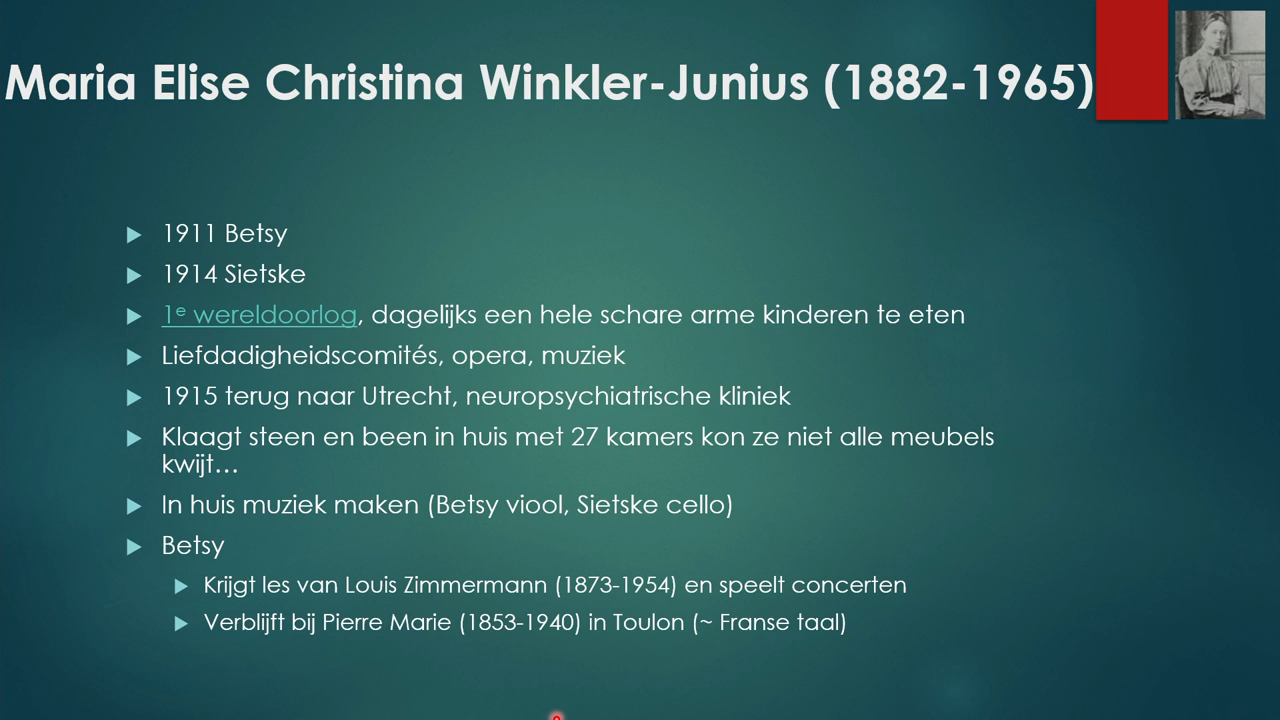 Maria Elise Christina Winkler-Junius (1882-1965)
1911 Betsy
1914 Sietske
1e wereldoorlog, dagelijks een hele schare arme kinderen te eten
Liefdadigheidscomités, opera, muziek
1915 terug naar Utrecht, neuropsychiatrische kliniek
Klaagt steen en been in huis met 27 kamers kon ze niet alle meubels
kwijt…
In huis muziek maken (Betsy viool, Sietske cello)
Betsy
Krijgt les van Louis Zimmermann (1873-1954) en speelt concerten
Verblijft bij Pierre Marie (1853-1940) in Toulon (~ Franse taal)